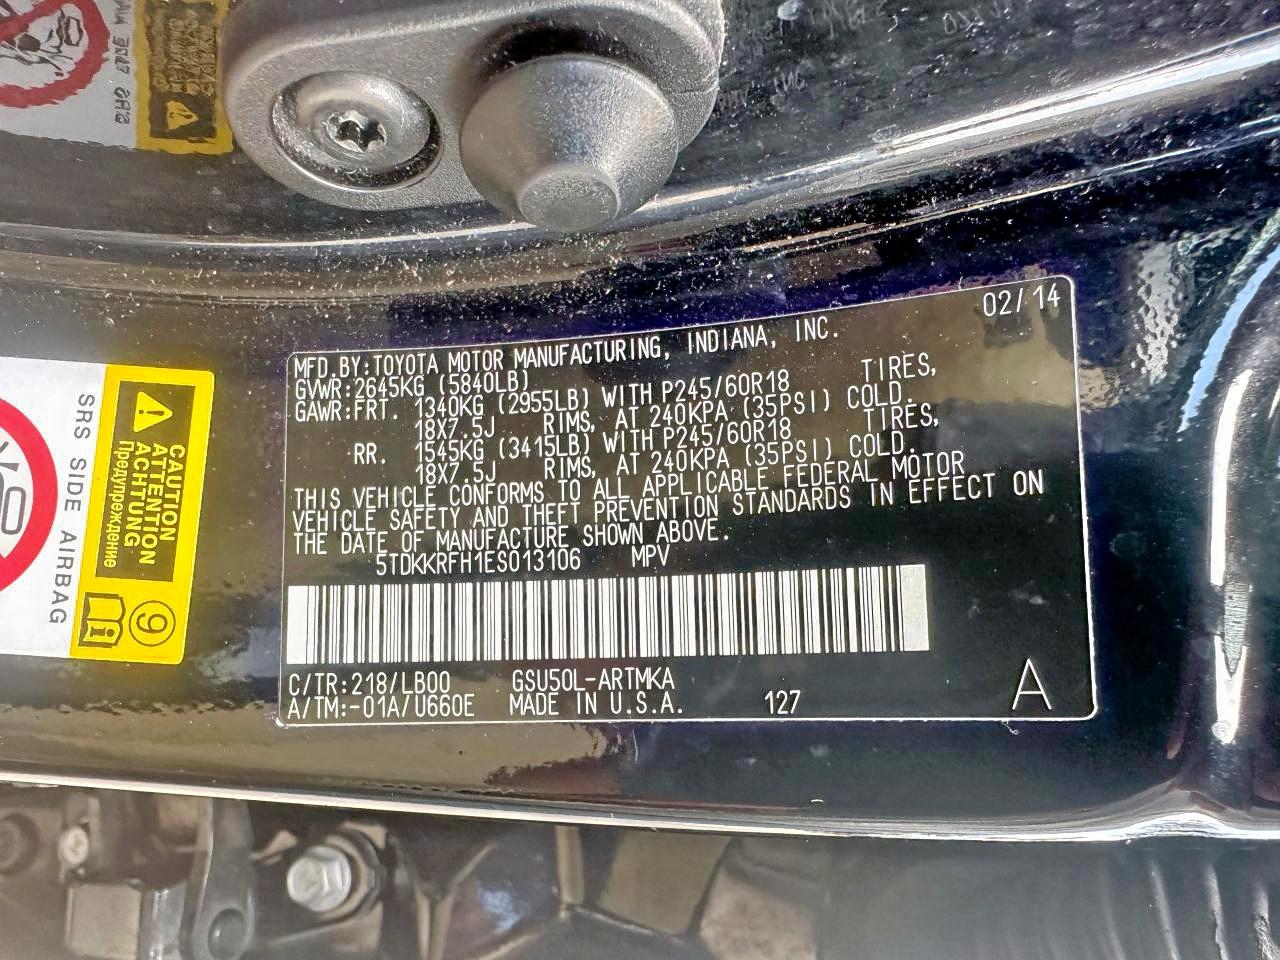 02/14
MFD.BY:TOYOTA MOTOR MANUFACTURING, INDIANA, INC.
GVWR:2645KG (5840LB)
GAWR:FRT. 1340KG (2955LB) WITH P245/60R18 TIRES,
18X7.5J RIMS, AT 240KPA (35PSI) COLD.
RR. 1545KG (3415LB) WITH P245/60R18 TIRES,
18X7.5J RIMS, AT 240KPA (35PSI) COLD.
THIS VEHICLE CONFORMS TO ALL APPLICABLE FEDERAL MOTOR
VEHICLE SAFETY AND THEFT PREVENTION STANDARDS IN EFFECT ON
THE DATE OF MANUFACTURE SHOWN ABOVE.
5TDKKRFH1ES013106 MPV
C/TR:218/LB00 GSU50L-ARTMKA
A/TM:-01A/U660E MADE IN U.S.A. 127
A
SRS SIDE AIRBAG
CAUTION
ATTENTION
ACHTUNG
Предупреждение
9